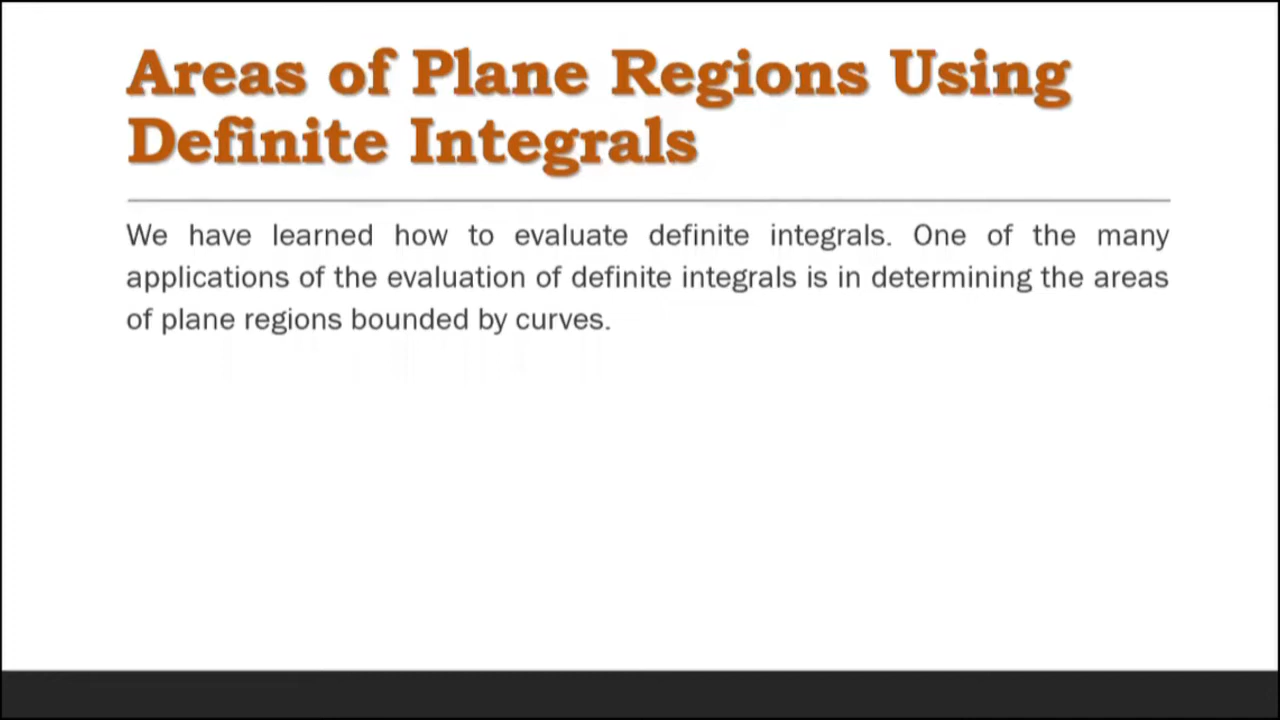 Areas of Plane Regions Using
Definite Integrals
We have learned how to evaluate definite integrals. One of the many
applications of the evaluation of definite integrals is in determining the areas
of plane regions bounded by curves.